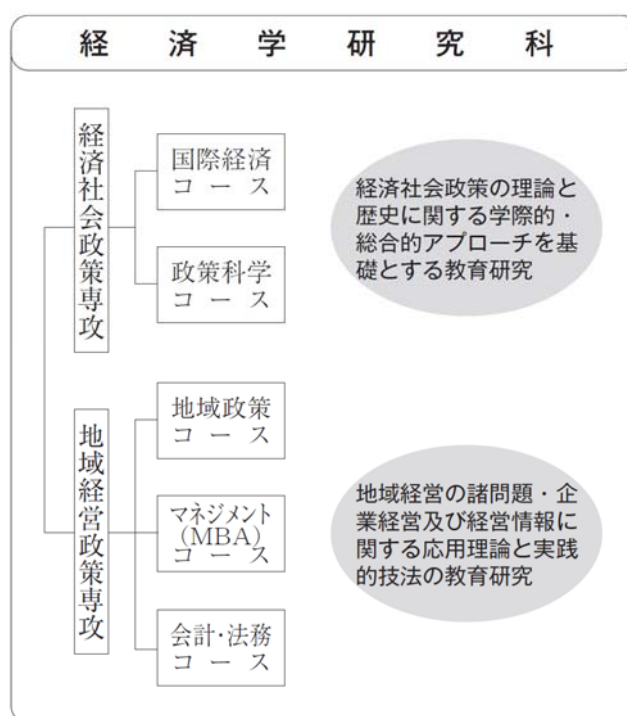 経済学研究科
経済社会政策専攻
国際経済
コース
政策科学
コース
経済社会政策の理論と
歴史に関する学際的・
総合的アプローチを基
礎とする教育研究
地域経営政策専攻
地域政策
コース
マネジメント
(MBA)
コース
会計・法務
コース
地域経営の諸問題・企
業経営及び経営情報に
関する応用理論と実践
的技法の教育研究